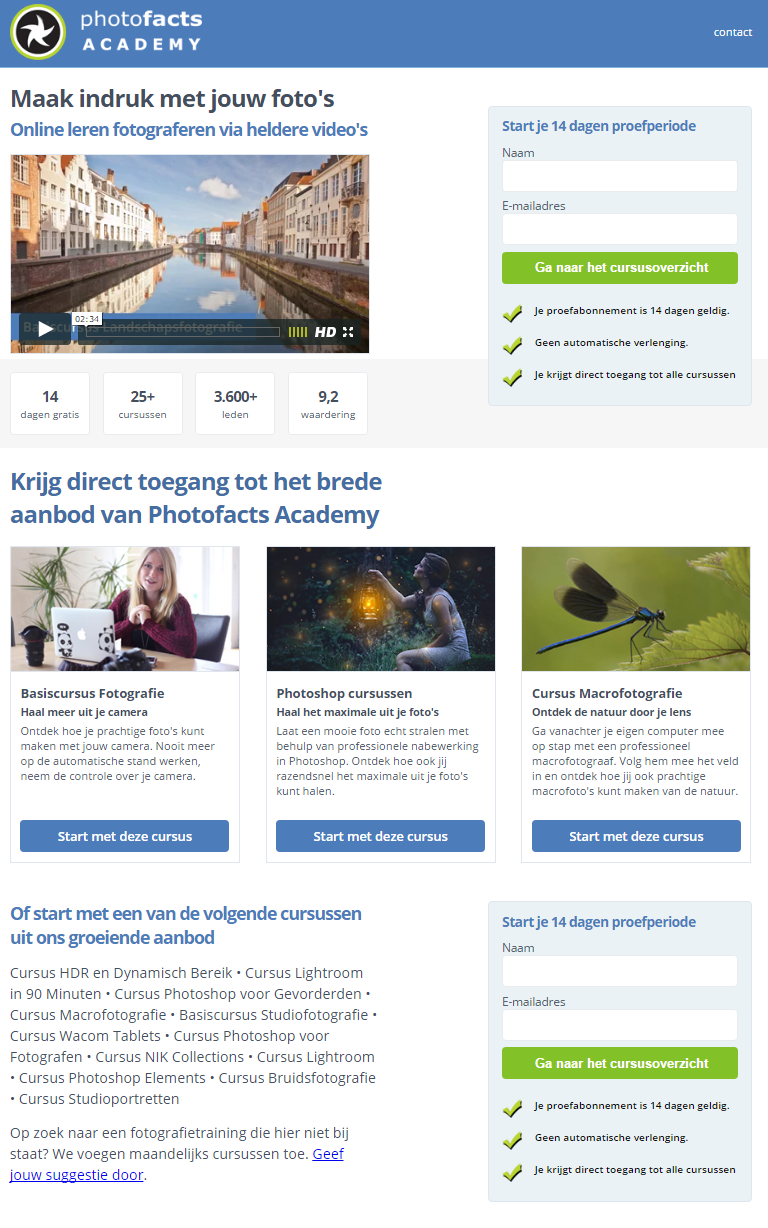 photofacts
ACADEMY
contact
Maak indruk met jouw foto's
Online leren fotograferen via heldere video's
Basiscursus Landschapsfotografie
02:34
HD
Start je 14 dagen proefperiode
Naam
E-mailadres
Ga naar het cursusoverzicht
Je proefabonnement is 14 dagen geldig.
Geen automatische verlenging.
Je krijgt direct toegang tot alle cursussen
14
dagen gratis
25+
cursussen
3.600+
leden
9,2
waardering
Krijg direct toegang tot het brede
aanbod van Photofacts Academy
Basiscursus Fotografie
Haal meer uit je camera
Ontdek hoe je prachtige foto's kunt
maken met jouw camera. Nooit meer
op de automatische stand werken,
neem de controle over je camera.
Start met deze cursus
Photoshop cursussen
Haal het maximale uit je foto's
Laat een mooie foto echt stralen met
behulp van professionele nabewerking
in Photoshop. Ontdek hoe ook jij
razendsnel het maximale uit je foto's
kunt halen.
Start met deze cursus
Cursus Macrofotografie
Ontdek de natuur door je lens
Ga vanachter je eigen computer mee
op stap met een professioneel
macrofotograaf. Volg hem mee het veld
in en ontdek hoe jij ook prachtige
macrofoto's kunt maken van de natuur.
Start met deze cursus
Of start met een van de volgende cursussen
uit ons groeiende aanbod
Cursus HDR en Dynamisch Bereik • Cursus Lightroom
in 90 Minuten • Cursus Photoshop voor Gevorderden •
Cursus Macrofotografie • Basiscursus Studiofotografie •
Cursus Wacom Tablets • Cursus Photoshop voor
Fotografen • Cursus NIK Collections • Cursus Lightroom
• Cursus Photoshop Elements • Cursus Bruidsfotografie
• Cursus Studioportretten
Op zoek naar een fotografietraining die hier niet bij
staat? We voegen maandelijks cursussen toe. Geef
jouw suggestie door.
Start je 14 dagen proefperiode
Naam
E-mailadres
Ga naar het cursusoverzicht
Je proefabonnement is 14 dagen geldig.
Geen automatische verlenging.
Je krijgt direct toegang tot alle cursussen